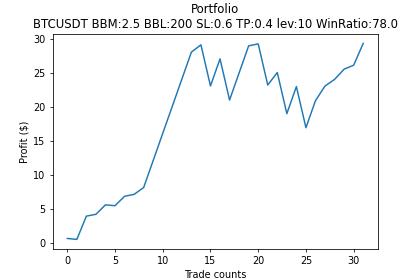 Portfolio
BTCUSDT BBM:2.5 BBL:200 SL:0.6 TP:0.4 lev:10 WinRatio:78.0
30
25
20
15
10
5
0
Profit ($)
0 5 10 15 20 25 30
Trade counts